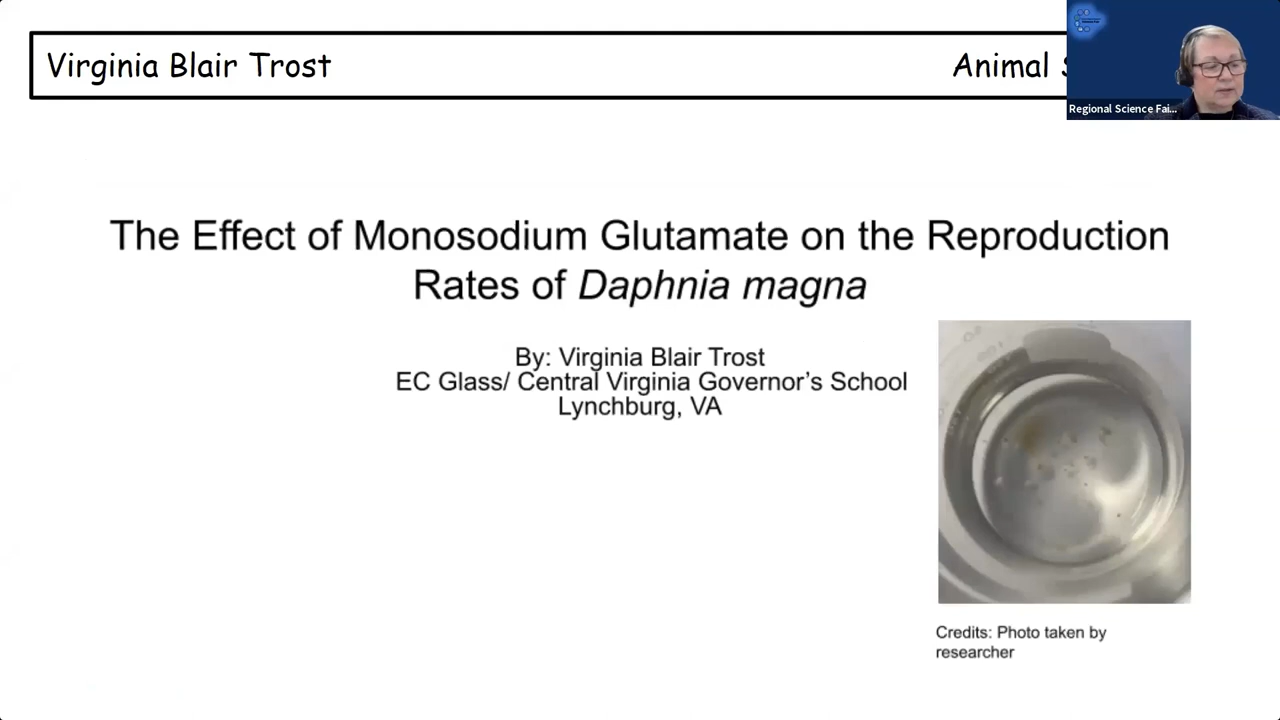 Virginia Blair Trost
Animal
Regional Science Fai...
The Effect of Monosodium Glutamate on the Reproduction
Rates of Daphnia magna
By: Virginia Blair Trost
EC Glass/ Central Virginia Governor's School
Lynchburg, VA
Credits: Photo taken by
researcher